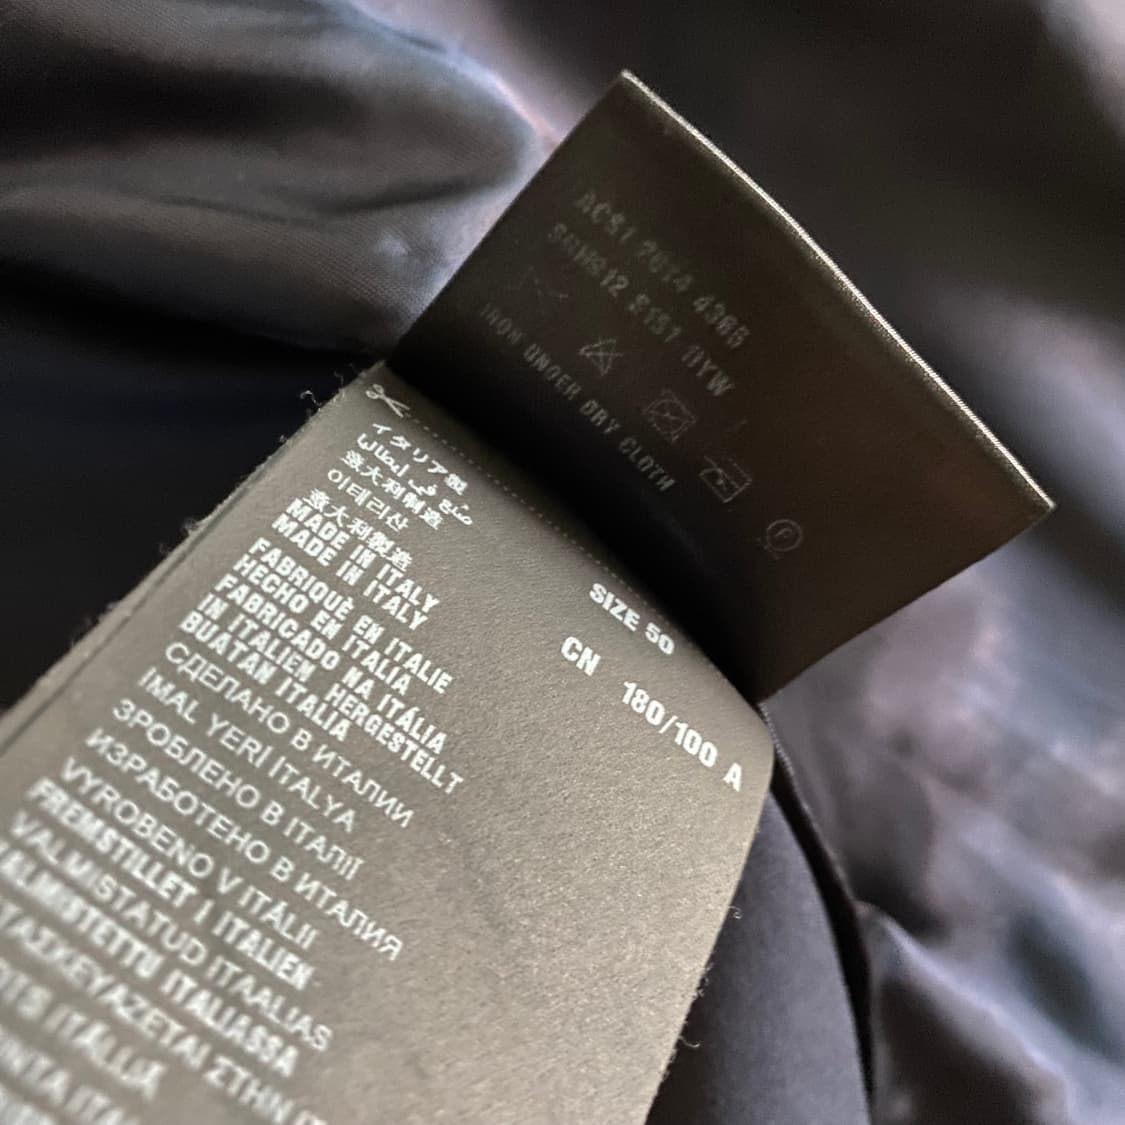 IRON UNDER DRY CLOTH
F
イタリア製
صنع في إيطاليا
意大利制造
이태리산
意大利製造
MADE IN ITALY
MADE IN ITALY
FABRIQUÉ EN ITALIE
HECHO EN ITALIA
FABRICADO NA ITÁLIA
IN ITALIEN HERGESTELLT
BUATAN ITALIA
СДЕЛАНО В ИТАЛИИ
IMAL YERI ITALYA
ЗРОБЛЕНО В ІТАЛІЇ
ИЗРАБОТЕНО В ИТАЛИЯ
VYROBENO V ITÁLII
FREMSTILLET I ITALIEN
VALMISTATUD ITAALIAS
ITALIASSA
SIZE 50
CN 180/100 A